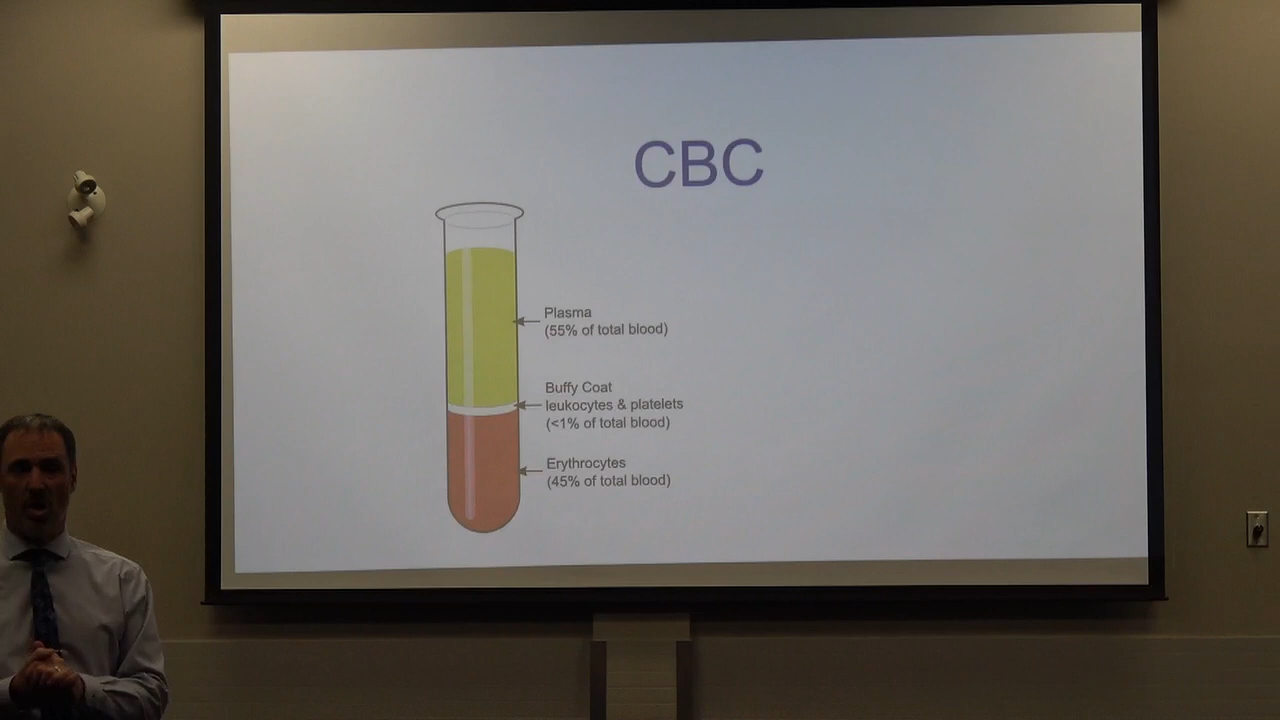 CBC
Plasma
(55% of total blood)
Buffy Coat
leukocytes & platelets
(<1% of total blood)
Erythrocytes
(45% of total blood)